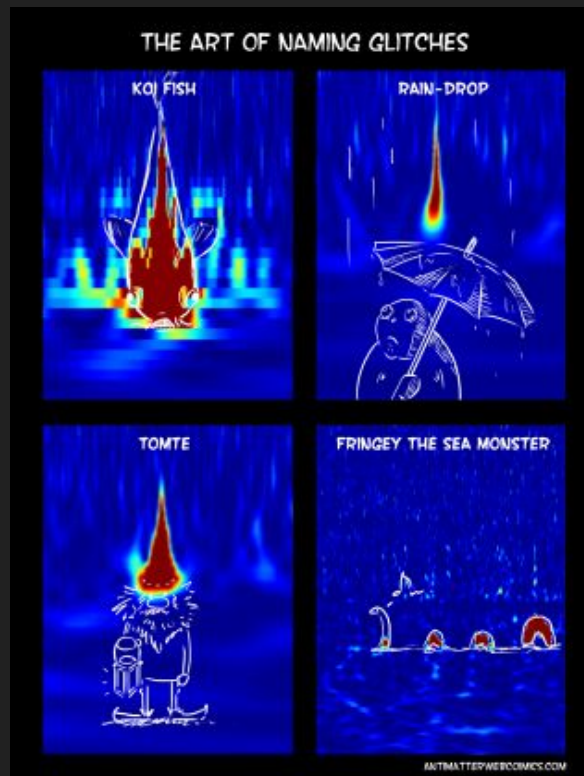 THE ART OF NAMING GLITCHES
KOI FISH
RAIN-DROP
TOMTE
FRINGEY THE SEA MONSTER
ANTIMATTERWEBCOMICS.COM